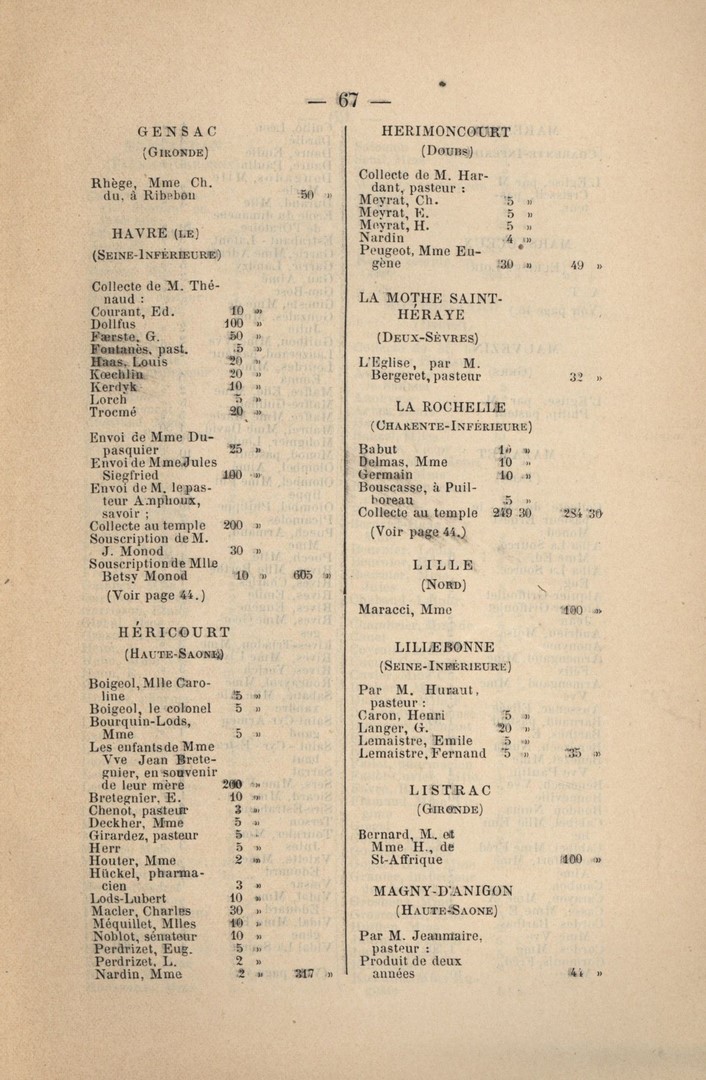 — 67 —
GENSAC
(GIRONDE)
Rhège, Mme Ch.
du, à Ribebon 50 »
HAVRE (LE)
(SEINE-INFÉRIEURE)
Collecte de M. Thé-
naud :
Courant, Ed. 10 »
Dollfus 100 »
Færste, G. 50 »
Fontanès, past. 5 »
Haas, Louis 20 »
Kœchlin 20 »
Kerdyk 10 »
Lorch 5 »
Trocmé 20 »
Envoi de Mme Du-
pasquier 25 »
Envoi de Mme Jules
Siegfried 100 »
Envoi de M. le pas-
teur Amphoux,
savoir :
Collecte au temple 200 »
Souscription de M.
J. Monod 30 »
Souscription de Mlle
Betsy Monod 10 » 605 »
(Voir page 44.)
HÉRICOURT
(HAUTE-SAONE)
Boigeol, Mlle Caro-
line 5 »
Boigeol, le colonel 5 »
Bourquin-Lods,
Mme 5 »
Les enfants de Mme
Vve Jean Brete-
gnier, en souvenir
de leur mère 200 »
Bretegnier, E. 10 »
Chenot, pasteur 3 »
Deckher, Mme 5 »
Girardez, pasteur 5 »
Herr 5 »
Houter, Mme 2 »
Hückel, pharma-
cien 3 »
Lods-Lubert 10 »
Macler, Charles 30 »
Méquillet, Mlles 10 »
Noblot, sénateur 10 »
Perdrizet, Eug. 5 »
Perdrizet, L. 2 »
Nardin, Mme 2 » 317 »
HERIMONCOURT
(DOUBS)
Collecte de M. Har-
dant, pasteur :
Meyrat, Ch. 5 »
Meyrat, E. 5 »
Meyrat, H. 5 »
Nardin 4 »
Peugeot, Mme Eu-
gène 30 » 49 »
LA MOTHE SAINT-
HÉRAYE
(DEUX-SÈVRES)
L'Eglise, par M.
Bergeret, pasteur 32 »
LA ROCHELLE
(CHARENTE-INFÉRIEURE)
Babut 10 »
Delmas, Mme 10 »
Germain 10 »
Bouscasse, à Puil-
boreau 5 »
Collecte au temple 249 30 284 30
(Voir page 44.)
LILLE
(NORD)
Maracci, Mme 100 »
LILLEBONNE
(SEINE-INFÉRIEURE)
Par M. Huraut,
pasteur :
Caron, Henri 5 »
Langer, G. 20 »
Lemaistre, Emile 5 »
Lemaistre, Fernand 5 » 35 »
LISTRAC
(GIRONDE)
Bernard, M. et
Mme H., de
St-Affrique 100 »
MAGNY-D'ANIGON
(HAUTE-SAONE)
Par M. Jeanmaire,
pasteur :
Produit de deux
années 44 »